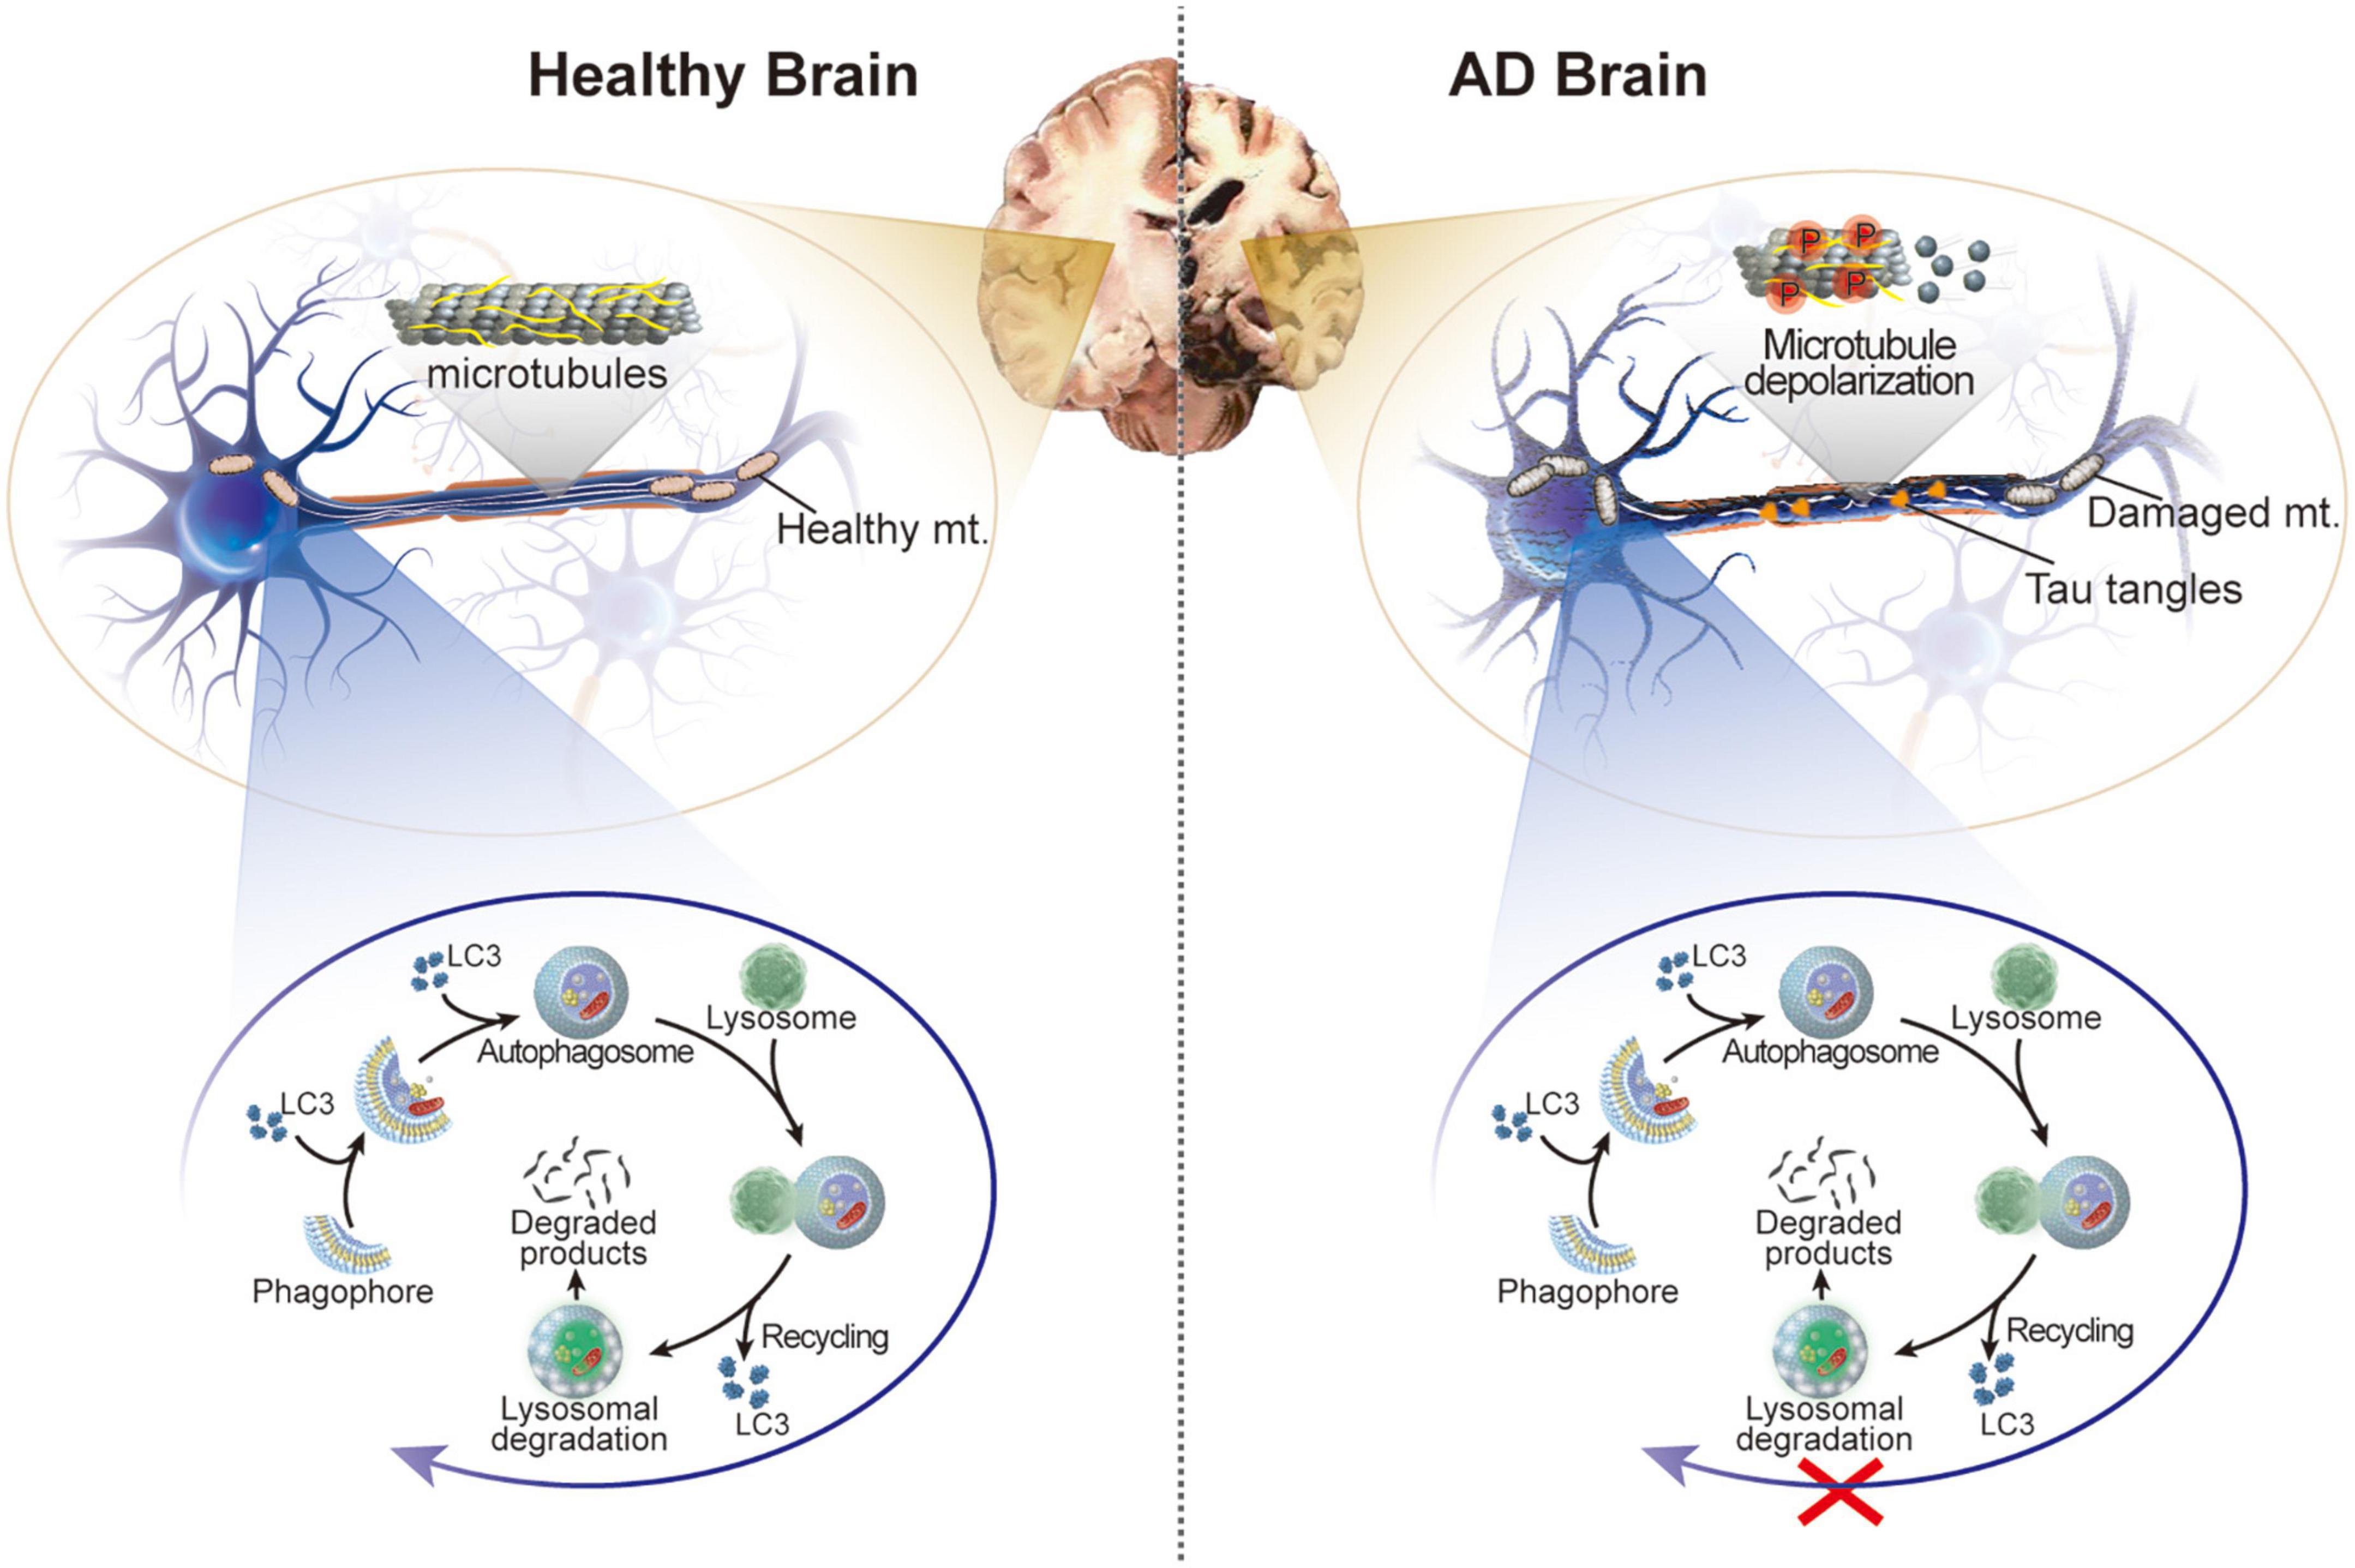 Healthy Brain
AD Brain
microtubules
Healthy mt.
P
P
P
P
Microtubule
depolarization
Damaged mt.
Tau tangles
LC3
Autophagosome
Lysosome
LC3
Phagophore
Degraded
products
Recycling
LC3
Lysosomal
degradation
LC3
Autophagosome
Lysosome
LC3
Phagophore
Degraded
products
Recycling
LC3
Lysosomal
degradation